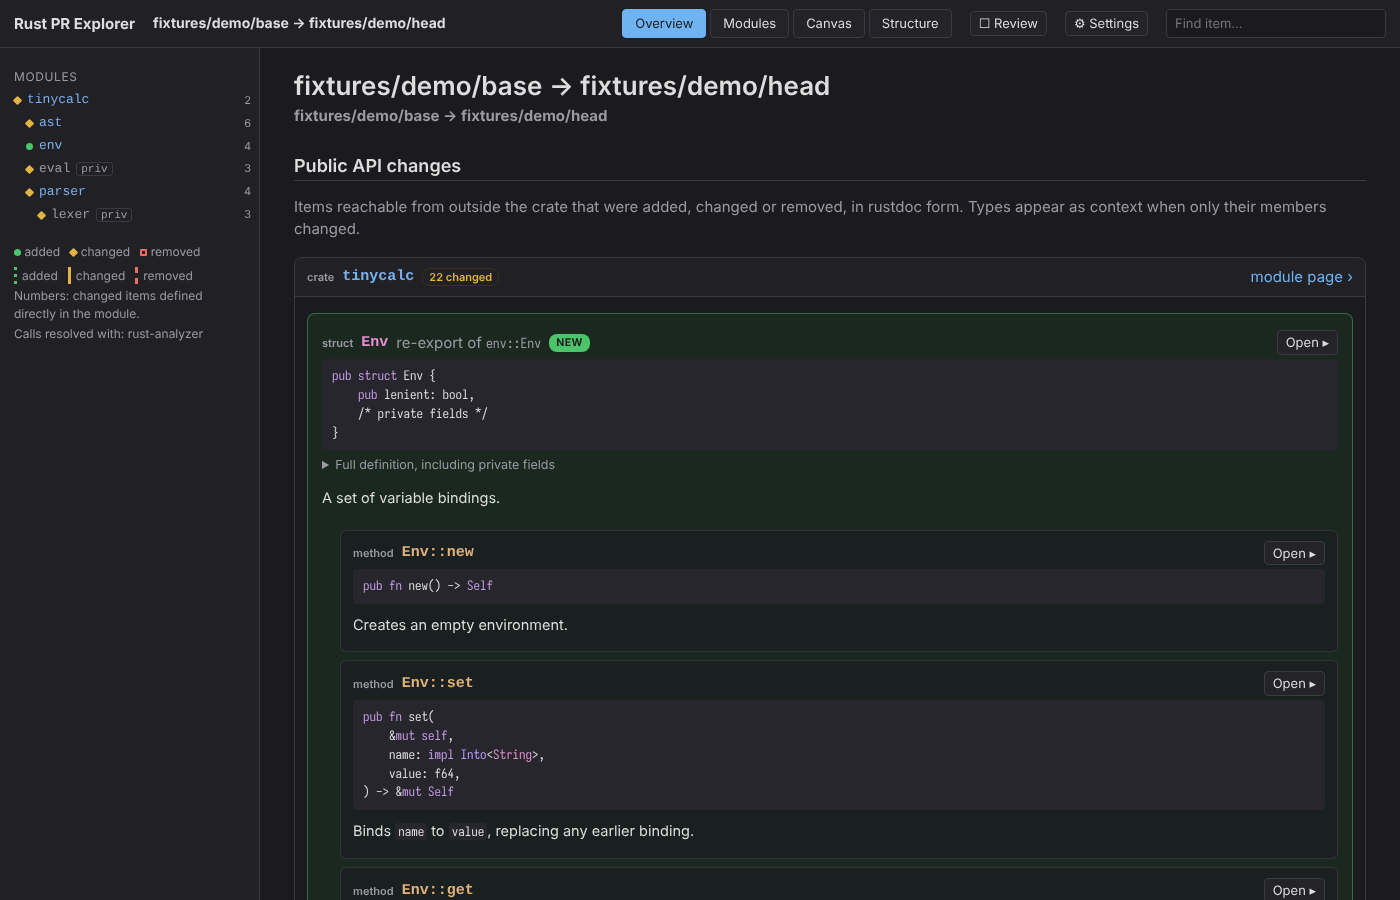 Rust PR Explorer fixtures/demo/base → fixtures/demo/head Overview Modules Canvas Structure ☐ Review ⚙ Settings Find item...
MODULES
tinycalc 2
ast 6
env 4
eval priv 3
parser 4
lexer priv 3
added changed removed
added changed removed
Numbers: changed items defined
directly in the module.
Calls resolved with: rust-analyzer
fixtures/demo/base → fixtures/demo/head
fixtures/demo/base → fixtures/demo/head
Public API changes
Items reachable from outside the crate that were added, changed or removed, in rustdoc form. Types appear as context when only their members
changed.
crate tinycalc 22 changed module page ›
struct Env re-export of env::Env NEW Open ▸
pub struct Env {
    pub lenient: bool,
    /* private fields */
}
▶ Full definition, including private fields
A set of variable bindings.
method Env::new Open ▸
pub fn new() -> Self
Creates an empty environment.
method Env::set Open ▸
pub fn set(
    &mut self,
    name: impl Into<String>,
    value: f64,
) -> &mut Self
Binds name to value, replacing any earlier binding.
method Env::get Open ▸